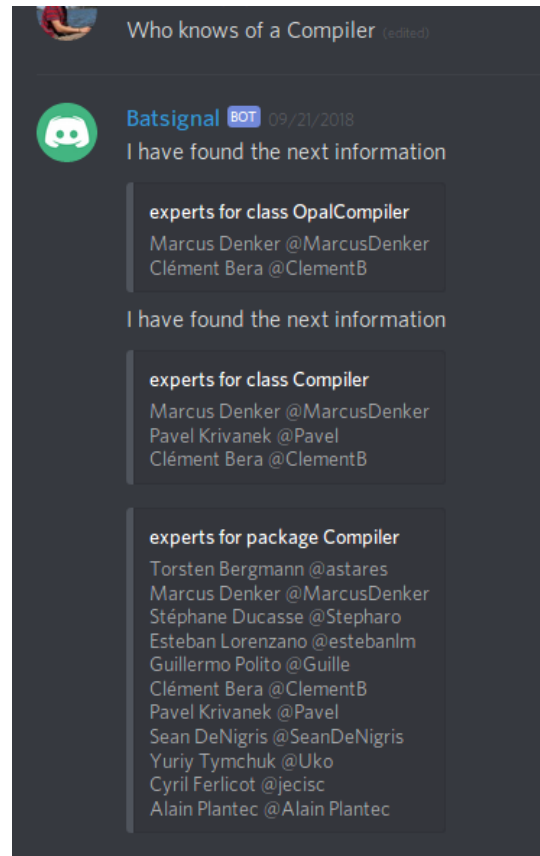 Who knows of a Compiler (edited)
Batsignal BOT 09/21/2018
I have found the next information
experts for class OpalCompiler
Marcus Denker @MarcusDenker
Clément Bera @ClementB
I have found the next information
experts for class Compiler
Marcus Denker @MarcusDenker
Pavel Krivanek @Pavel
Clément Bera @ClementB
experts for package Compiler
Torsten Bergmann @astares
Marcus Denker @MarcusDenker
Stéphane Ducasse @Stepharo
Esteban Lorenzano @estebanlm
Guillermo Polito @Guille
Clément Bera @ClementB
Pavel Krivanek @Pavel
Sean DeNigris @SeanDeNigris
Yuriy Tymchuk @Uko
Cyril Ferlicot @jecisc
Alain Plantec @Alain Plantec